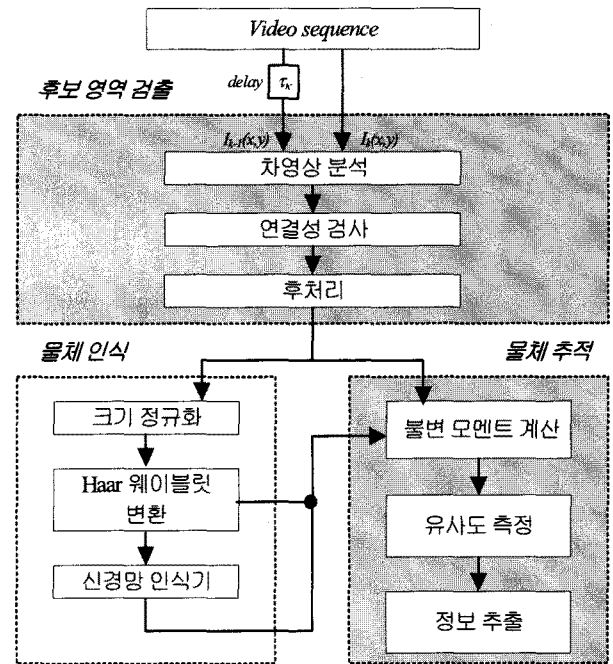 Video sequence
delay τκ
후보 영역 검출
Ik-1(x,y) Ik(x,y)
차영상 분석
연결성 검사
후처리
물체 인식
물체 추적
크기 정규화
불변 모멘트 계산
Haar 웨이블릿
변환
유사도 측정
신경망 인식기
정보 추출